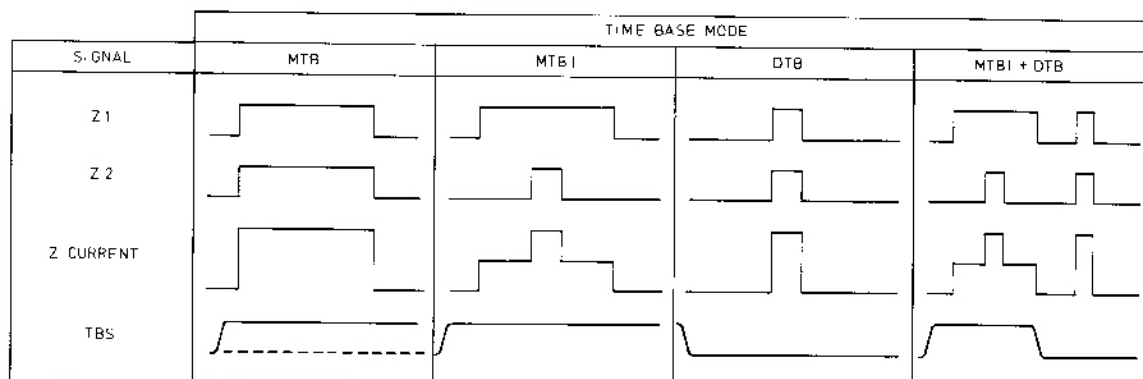 TIME BASE MODE
SIGNAL MTB MTBI DTB MTBI + DTB
Z1
Z2
Z CURRENT
TBS